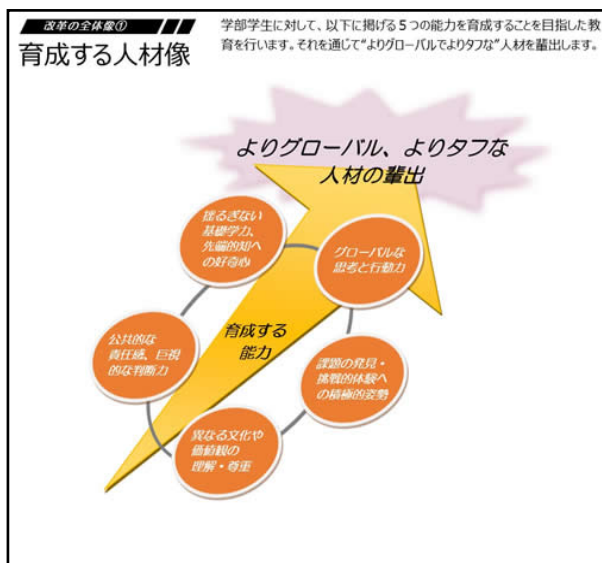 改革の全体像①
育成する人材像
学部学生に対して、以下に掲げる５つの能力を育成することを目指した教
育を行います。それを通じて“よりグローバルでよりタフな”人材を輩出します。
よりグローバル、よりタフな
人材の輩出
揺るぎない
基礎学力、
先端的知へ
の好奇心
グローバルな
思考と行動力
育成する
能力
公共的な
責任感、巨視
的な判断力
課題の発見・
挑戦的体験へ
の積極的姿勢
異なる文化や
価値観の
理解・尊重